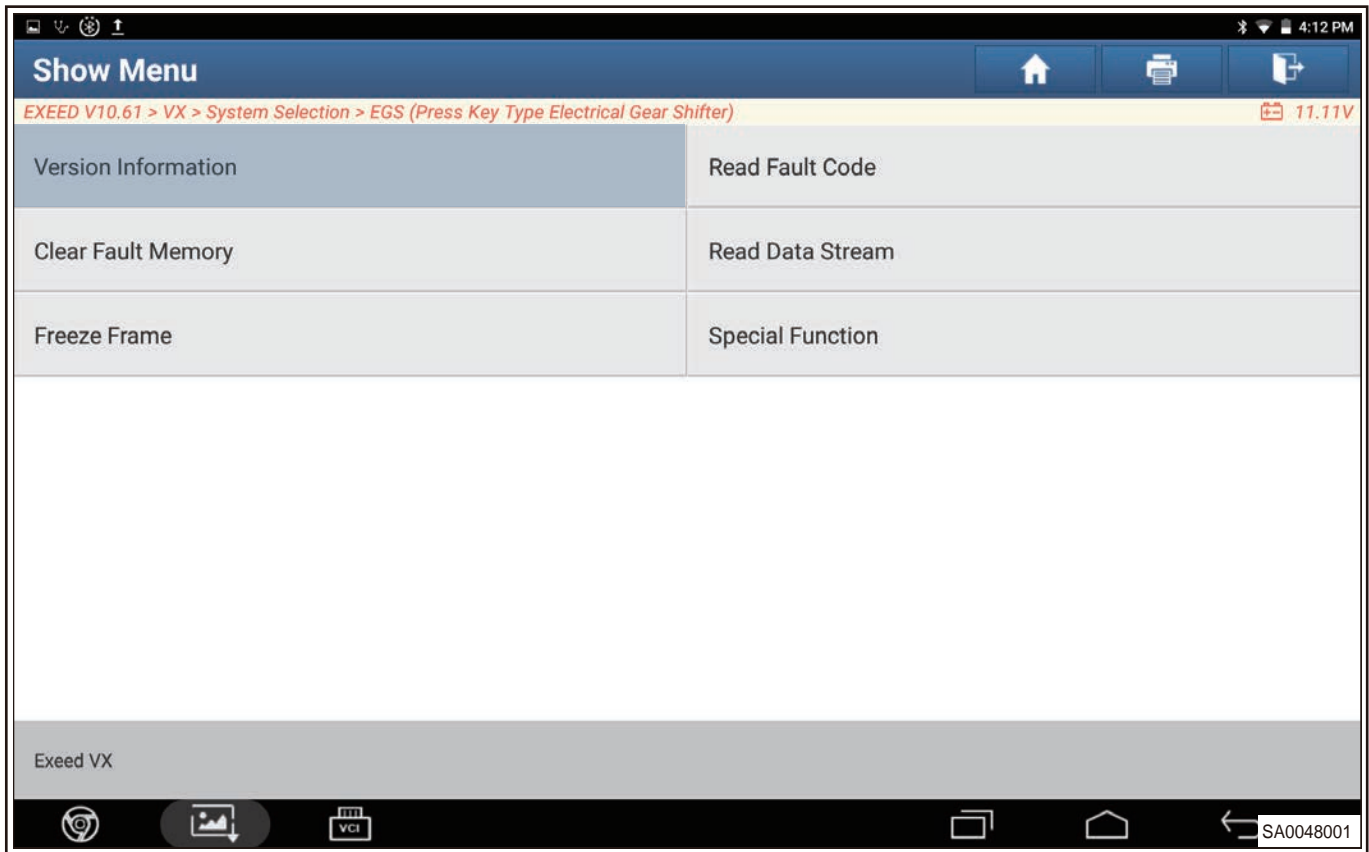 4:12 PM
Show Menu
EXEED V10.61 > VX > System Selection > EGS (Press Key Type Electrical Gear Shifter)
11.11V
Version Information
Read Fault Code
Clear Fault Memory
Read Data Stream
Freeze Frame
Special Function
Exeed VX
VCI
SA0048001